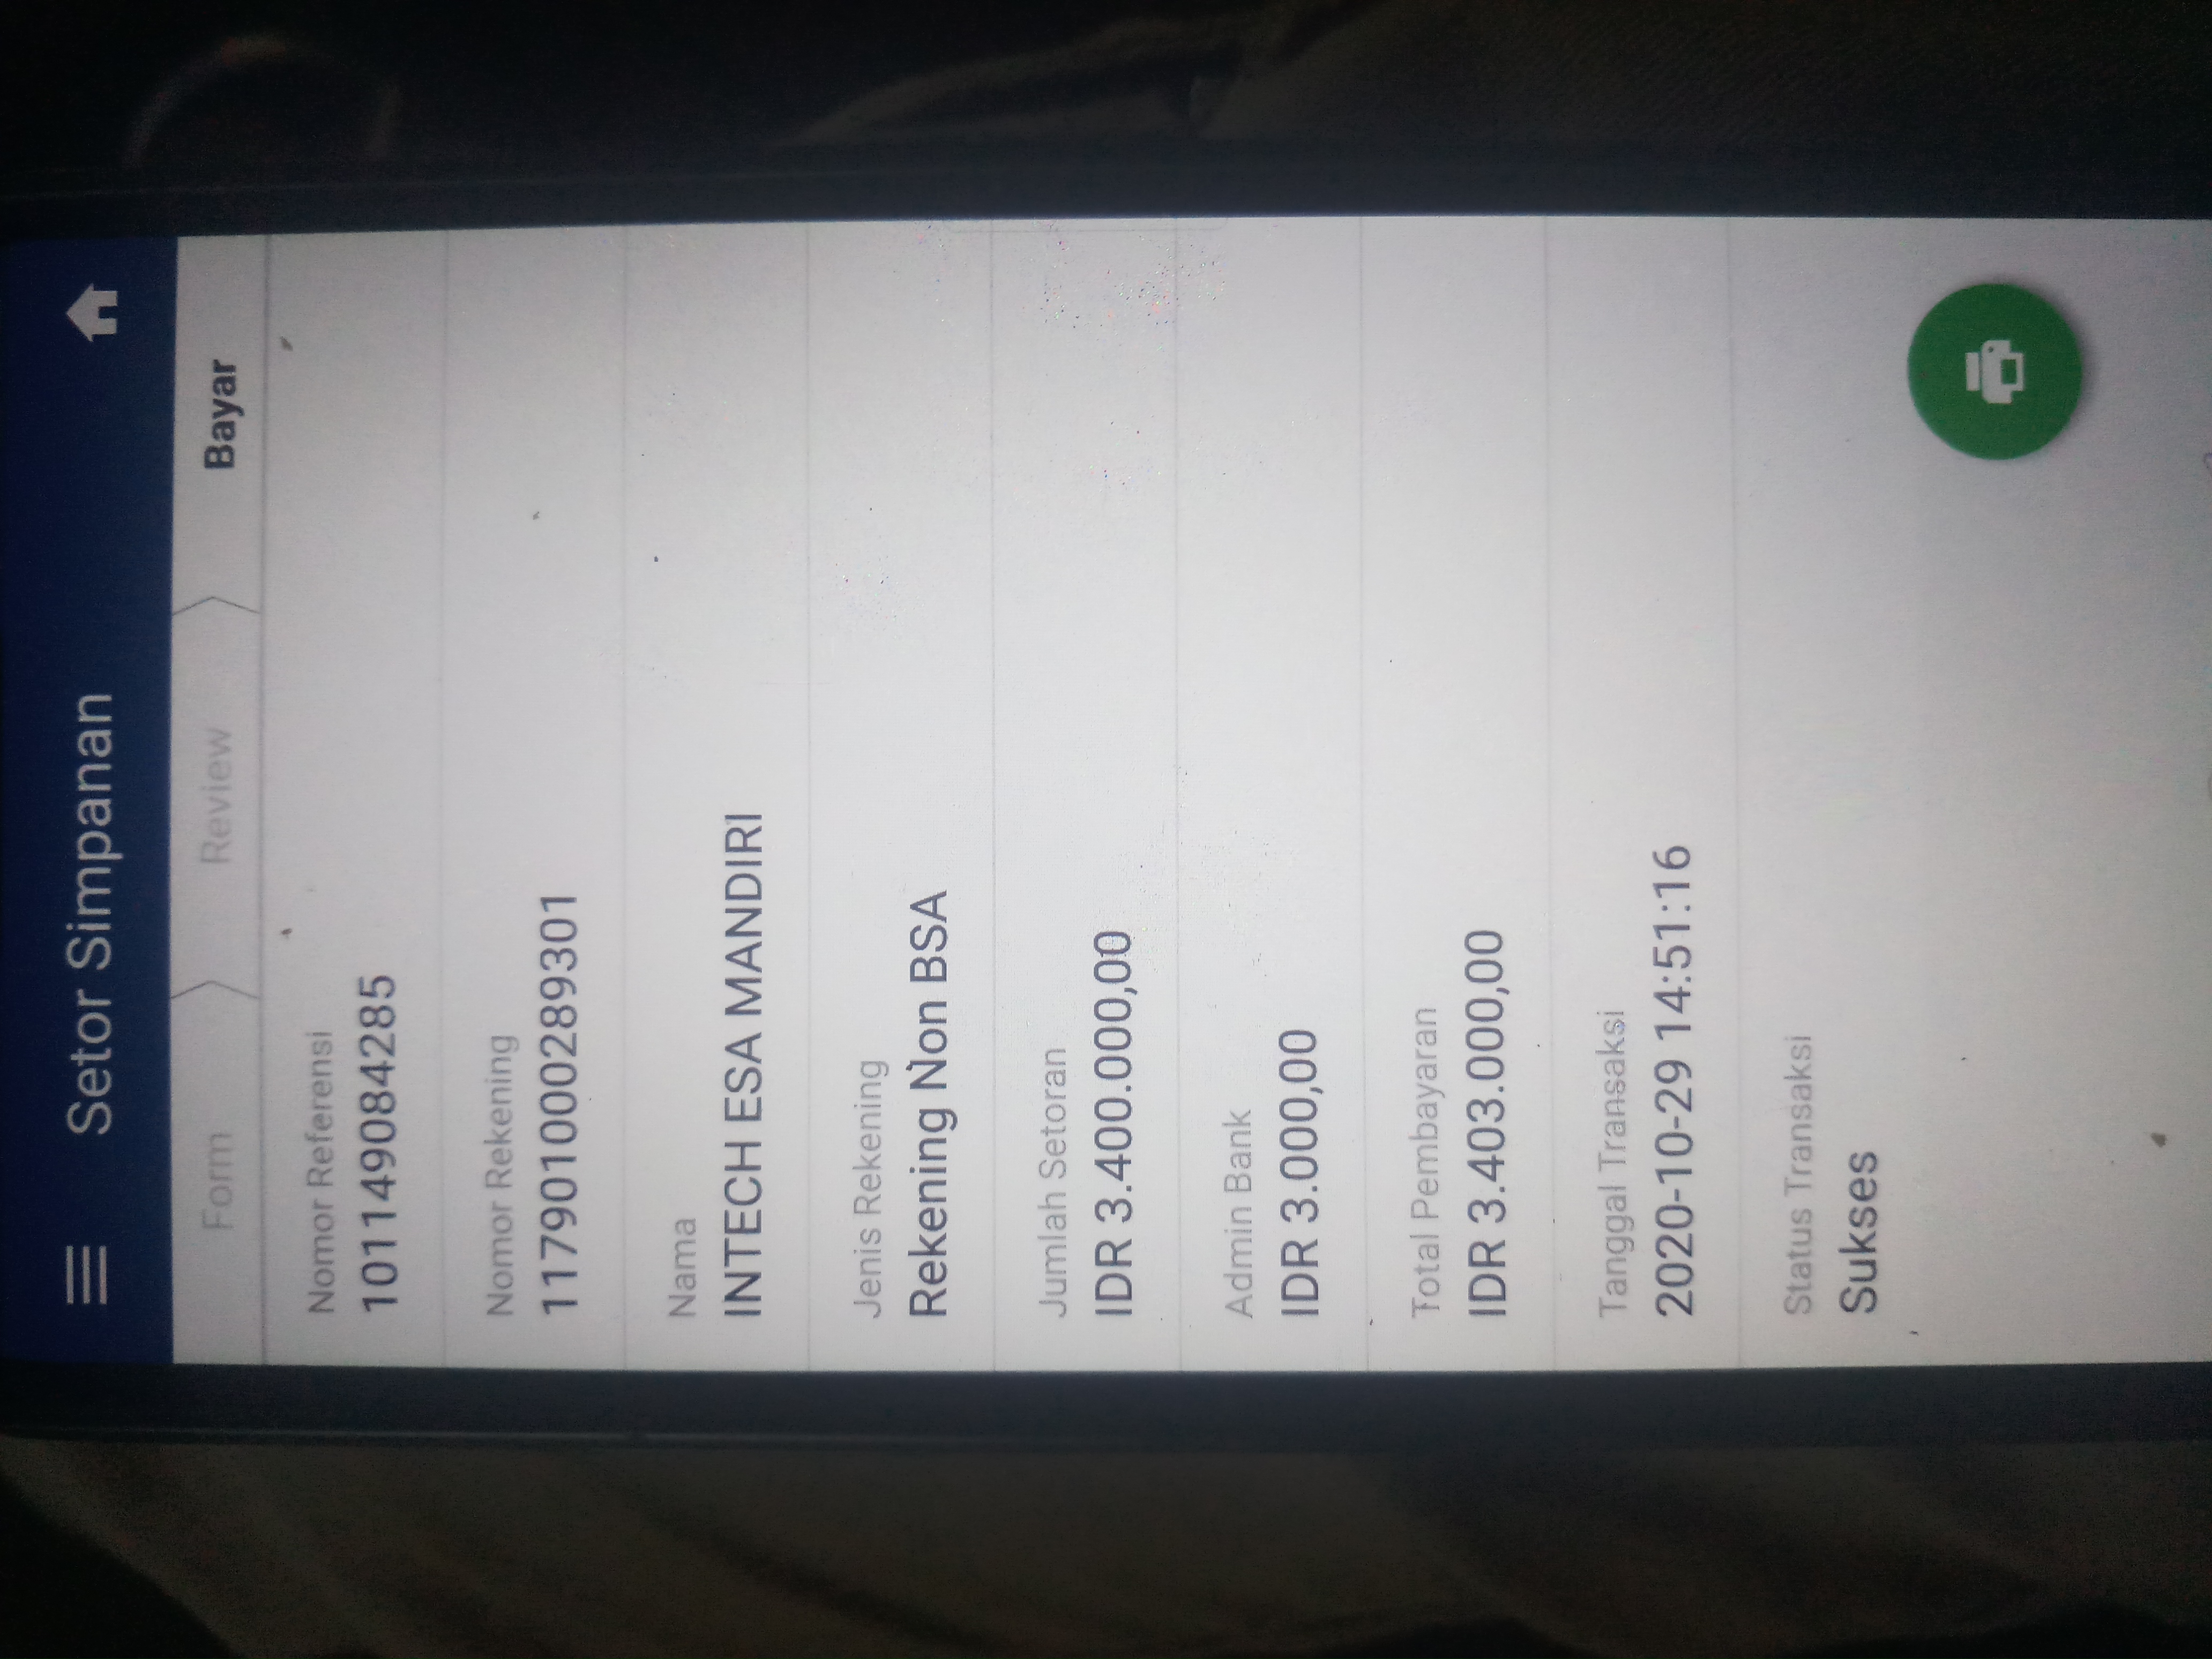 Setor Simpanan
Form
Review
Bayar
Nomor Referensi
101149084285
Nomor Rekening
117901000289301
Nama
INTECH ESA MANDIRI
Jenis Rekening
Rekening Non BSA
Jumlah Setoran
IDR 3.400.000,00
Admin Bank
IDR 3.000,00
Total Pembayaran
IDR 3.403.000,00
Tanggal Transaksi
2020-10-29 14:51:16
Status Transaksi
Sukses